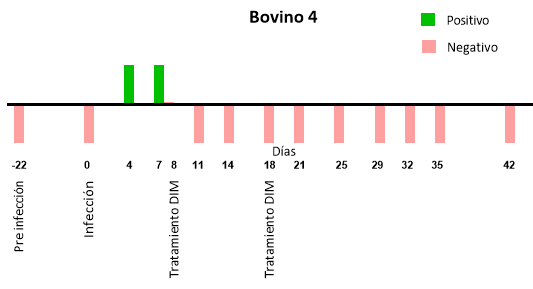 Bovino 4
Positivo
Negativo
Días
-22 0 4 7 8 11 14 18 21 25 29 32 35 42
Pre infección
Infección
Tratamiento DIM
Tratamiento DIM